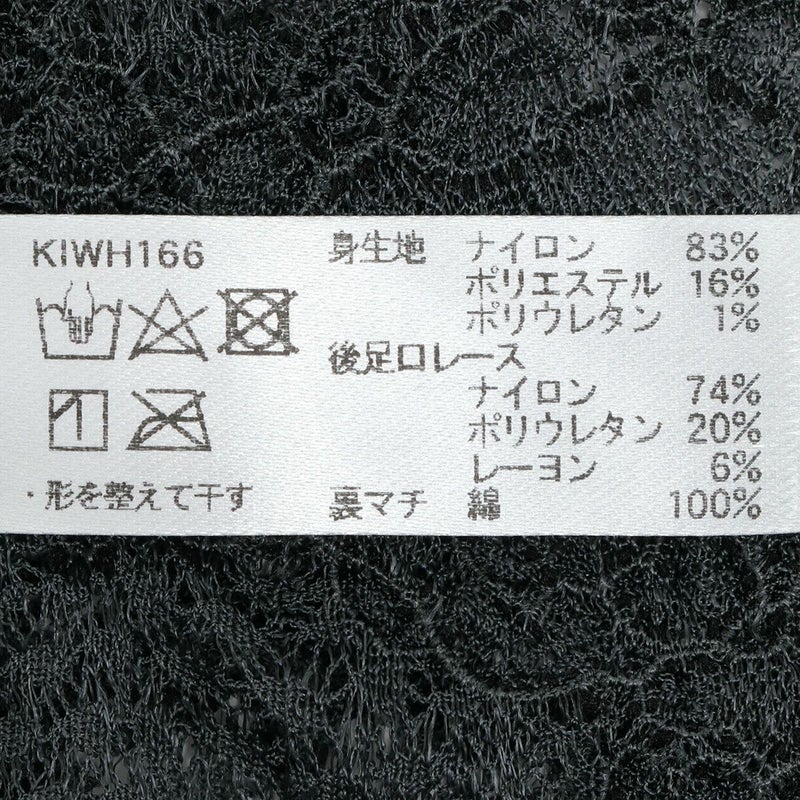 KIWH166
・形を整えて干す
身生地 ナイロン 83%
ポリエステル 16%
ポリウレタン 1%
後足口レース
ナイロン 74%
ポリウレタン 20%
レーヨン 6%
裏マチ 綿 100%